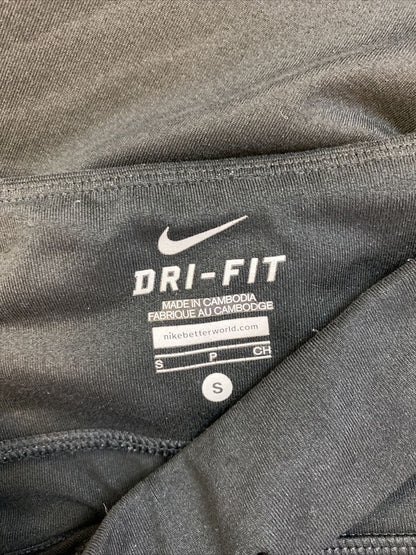 DRI-FIT
MADE IN CAMBODIA
FABRIQUE AU CAMBODGE
nikebetterworld.com
S P CH
S